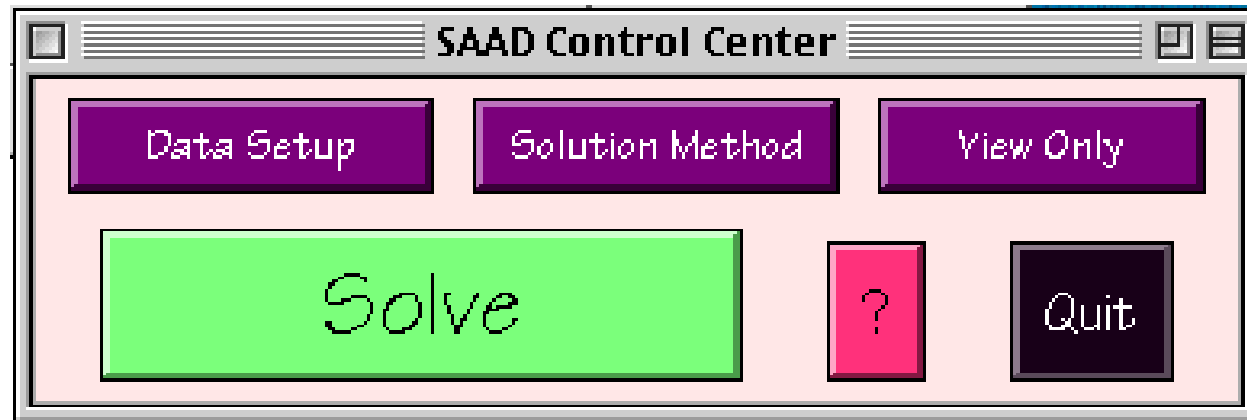 SAAD Control Center
Data Setup
Solution Method
View Only
Solve
?
Quit